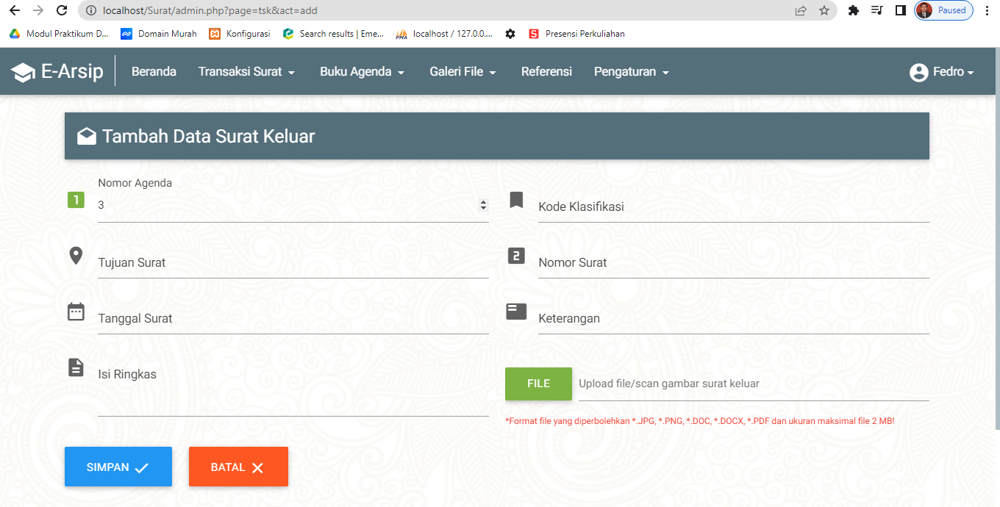 localhost/Surat/admin.php?page=tsk&act=add
Paused
Modul Praktikum D...
Domain Murah
Konfigurasi
Search results | Eme...
PMA
localhost / 127.0.0....
S
Presensi Perkuliahan
E-Arsip
Beranda
Transaksi Surat
Buku Agenda
Galeri File
Referensi
Pengaturan
Fedro
Tambah Data Surat Keluar
Nomor Agenda
1
3
Kode Klasifikasi
Tujuan Surat
2
Nomor Surat
Tanggal Surat
Keterangan
Isi Ringkas
FILE
Upload file/scan gambar surat keluar
*Format file yang diperbolehkan *.JPG, *.PNG, *.DOC, *.DOCX, *.PDF dan ukuran maksimal file 2 MB!
SIMPAN
BATAL